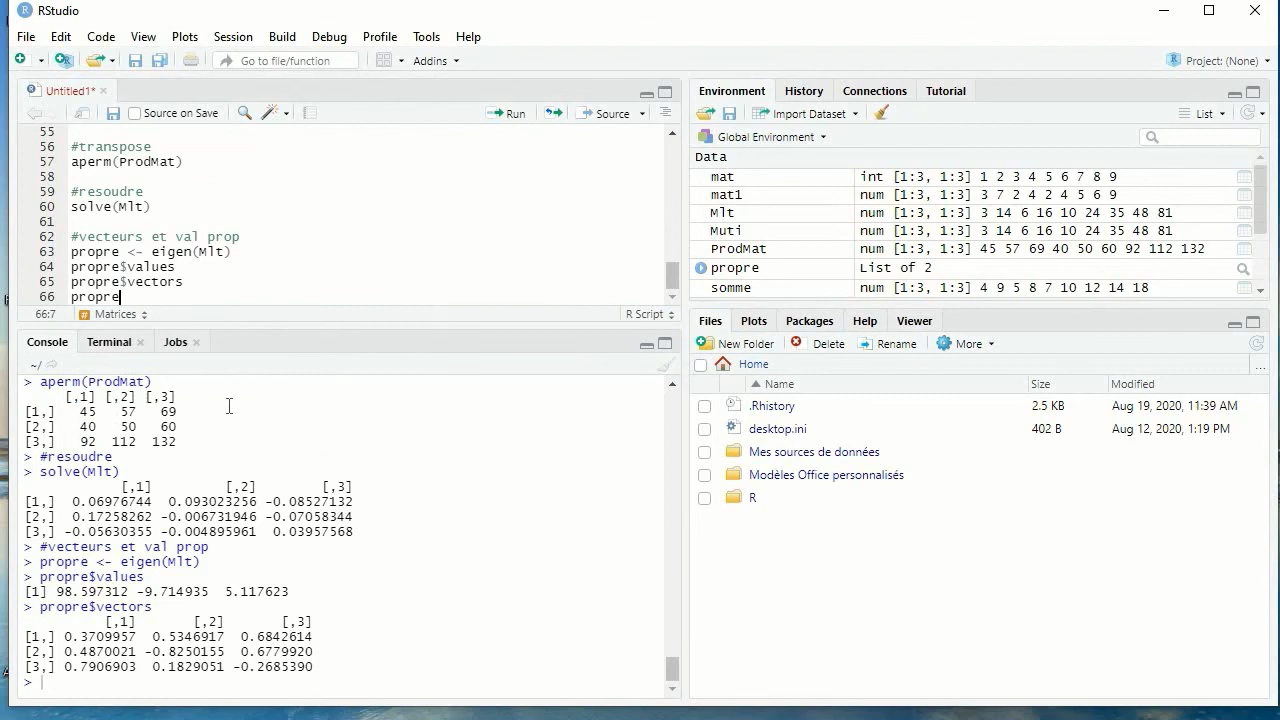 RStudio
File Edit Code View Plots Session Build Debug Profile Tools Help
Go to file/function Addins Project: (None)
Untitled1*
Source on Save Run Source
55
56 #transpose
57 aperm(ProdMat)
58
59 #resoudre
60 solve(Mlt)
61
62 #vecteurs et val prop
63 propre <- eigen(Mlt)
64 propre$values
65 propre$vectors
66 propre
66:7 Matrices R Script
Console Terminal Jobs
~/
> aperm(ProdMat)
[,1] [,2] [,3]
[1,] 45 57 69
[2,] 40 50 60
[3,] 92 112 132
> #resoudre
> solve(Mlt)
[,1] [,2] [,3]
[1,] 0.06976744 0.093023256 -0.08527132
[2,] 0.17258262 -0.006731946 -0.07058344
[3,] -0.05630355 -0.004895961 0.03957568
> #vecteurs et val prop
> propre <- eigen(Mlt)
> propre$values
[1] 98.597312 -9.714935 5.117623
> propre$vectors
[,1] [,2] [,3]
[1,] 0.3709957 0.5346917 0.6842614
[2,] 0.4870021 -0.8250155 0.6779920
[3,] 0.7906903 0.1829051 -0.2685390
>
Environment History Connections Tutorial
Import Dataset List
Global Environment
Data
mat int [1:3, 1:3] 1 2 3 4 5 6 7 8 9
mat1 num [1:3, 1:3] 3 7 2 4 2 4 5 6 9
Mlt num [1:3, 1:3] 3 14 6 16 10 24 35 48 81
Muti num [1:3, 1:3] 3 14 6 16 10 24 35 48 81
ProdMat num [1:3, 1:3] 45 57 69 40 50 60 92 112 132
propre List of 2
somme num [1:3, 1:3] 4 9 5 8 7 10 12 14 18
Files Plots Packages Help Viewer
New Folder Delete Rename More
Home ...
Name Size Modified
.Rhistory 2.5 KB Aug 19, 2020, 11:39 AM
desktop.ini 402 B Aug 12, 2020, 1:19 PM
Mes sources de données
Modèles Office personnalisés
R